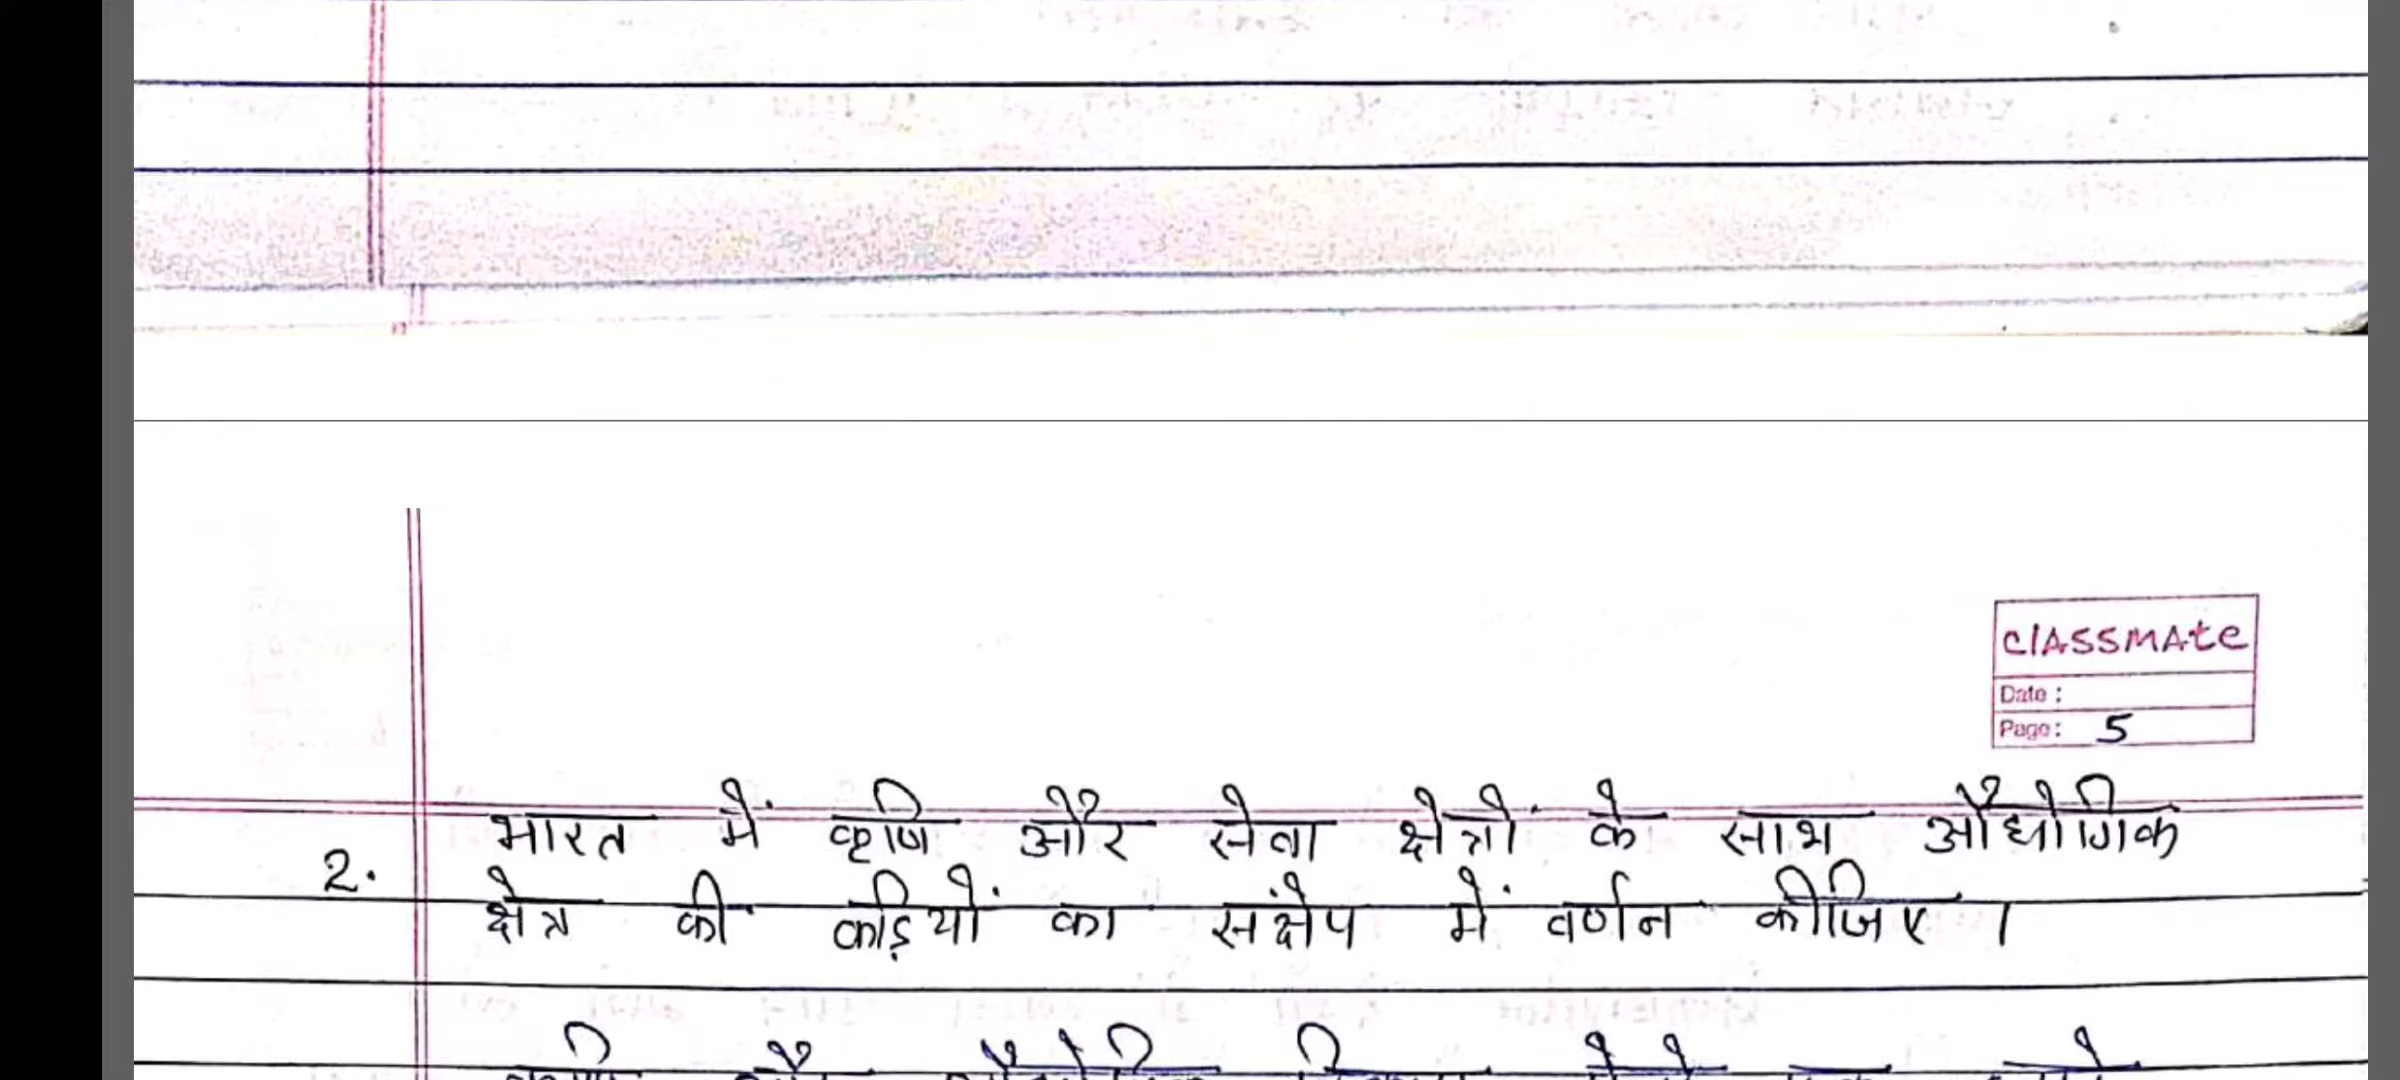 CLASSMATE
Date :
Page : 5
भारत में कृषि और सेवा क्षेत्रों के साथ औद्योगिक
2. क्षेत्र की कड़ियों का संक्षेप में वर्णन कीजिए ।